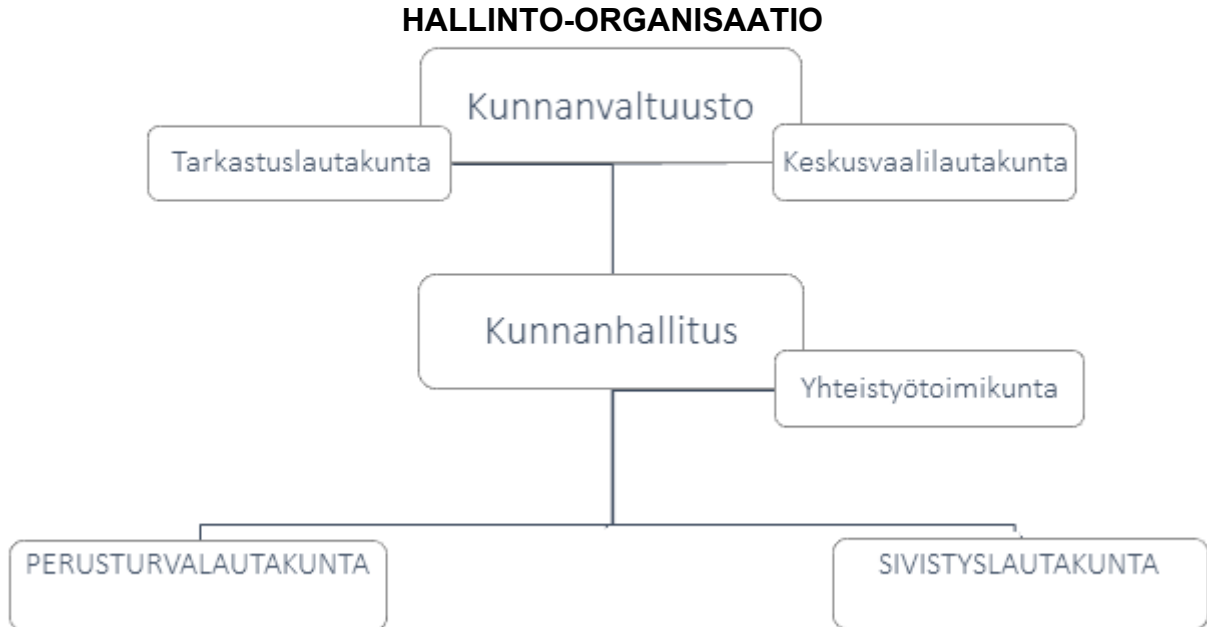 HALLINTO-ORGANISAATIO
Kunnanvaltuusto
Tarkastuslautakunta
Keskusvaalilautakunta
Kunnanhallitus
Yhteistyötoimikunta
PERUSTURVALAUTAKUNTA
SIVISTYSLAUTAKUNTA